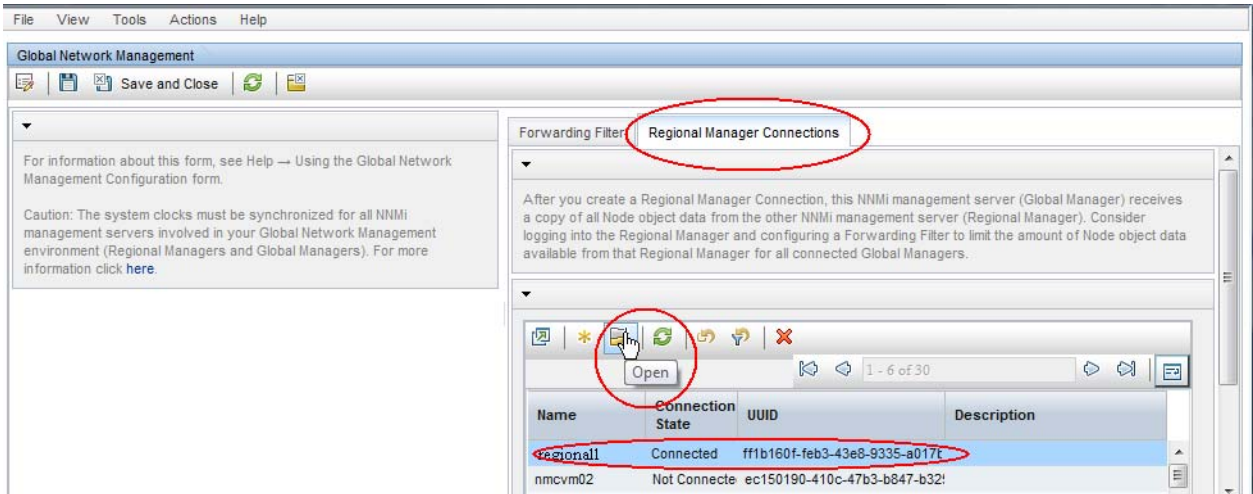 File View Tools Actions Help
Global Network Management
Save and Close
For information about this form, see Help → Using the Global Network
Management Configuration form.
Caution: The system clocks must be synchronized for all NNMi
management servers involved in your Global Network Management
environment (Regional Managers and Global Managers). For more
information click here.
Forwarding Filter Regional Manager Connections
After you create a Regional Manager Connection, this NNMi management server (Global Manager) receives
a copy of all Node object data from the other NNMi management server (Regional Manager). Consider
logging into the Regional Manager and configuring a Forwarding Filter to limit the amount of Node object data
available from that Regional Manager for all connected Global Managers.
Open
1 - 6 of 30
Name Connection State UUID Description
regional1 Connected ff1b160f-feb3-43e8-9335-a017b
nmcvm02 Not Connecte ec150190-410c-47b3-b847-b325